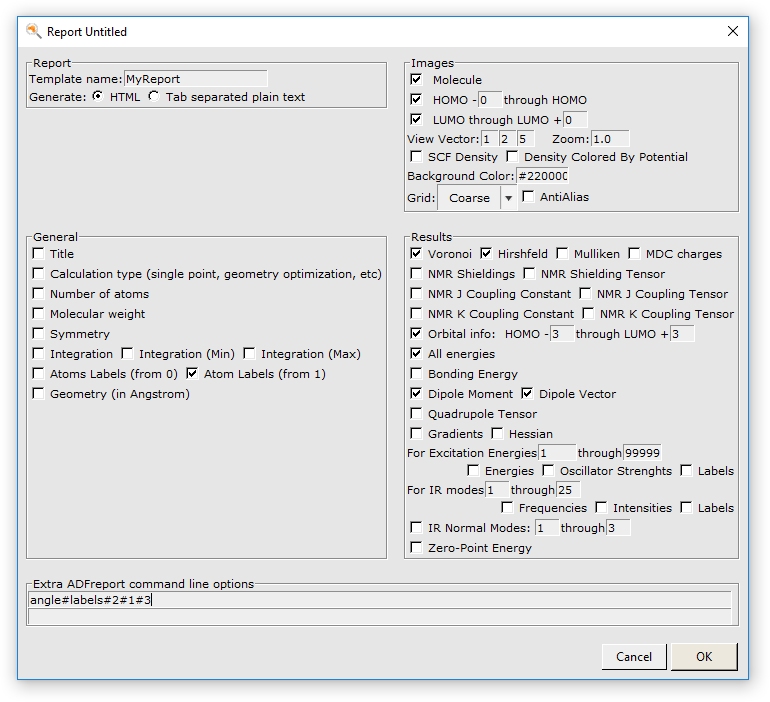 Report Untitled
Report
Template name: MyReport
Generate: HTML Tab separated plain text
Images
Molecule
HOMO - 0 through HOMO
LUMO through LUMO + 0
View Vector: 1 2 5 Zoom: 1.0
SCF Density Density Colored By Potential
Background Color: #220000
Grid: Coarse AntiAlias
General
Title
Calculation type (single point, geometry optimization, etc)
Number of atoms
Molecular weight
Symmetry
Integration Integration (Min) Integration (Max)
Atoms Labels (from 0) Atom Labels (from 1)
Geometry (in Angstrom)
Results
Voronoi Hirshfeld Mulliken MDC charges
NMR Shieldings NMR Shielding Tensor
NMR J Coupling Constant NMR J Coupling Tensor
NMR K Coupling Constant NMR K Coupling Tensor
Orbital info: HOMO - 3 through LUMO + 3
All energies
Bonding Energy
Dipole Moment Dipole Vector
Quadrupole Tensor
Gradients Hessian
For Excitation Energies 1 through 99999
Energies Oscillator Strenghts Labels
For IR modes 1 through 25
Frequencies Intensities Labels
IR Normal Modes: 1 through 3
Zero-Point Energy
Extra ADFreport command line options
angle#labels#2#1#3
Cancel OK